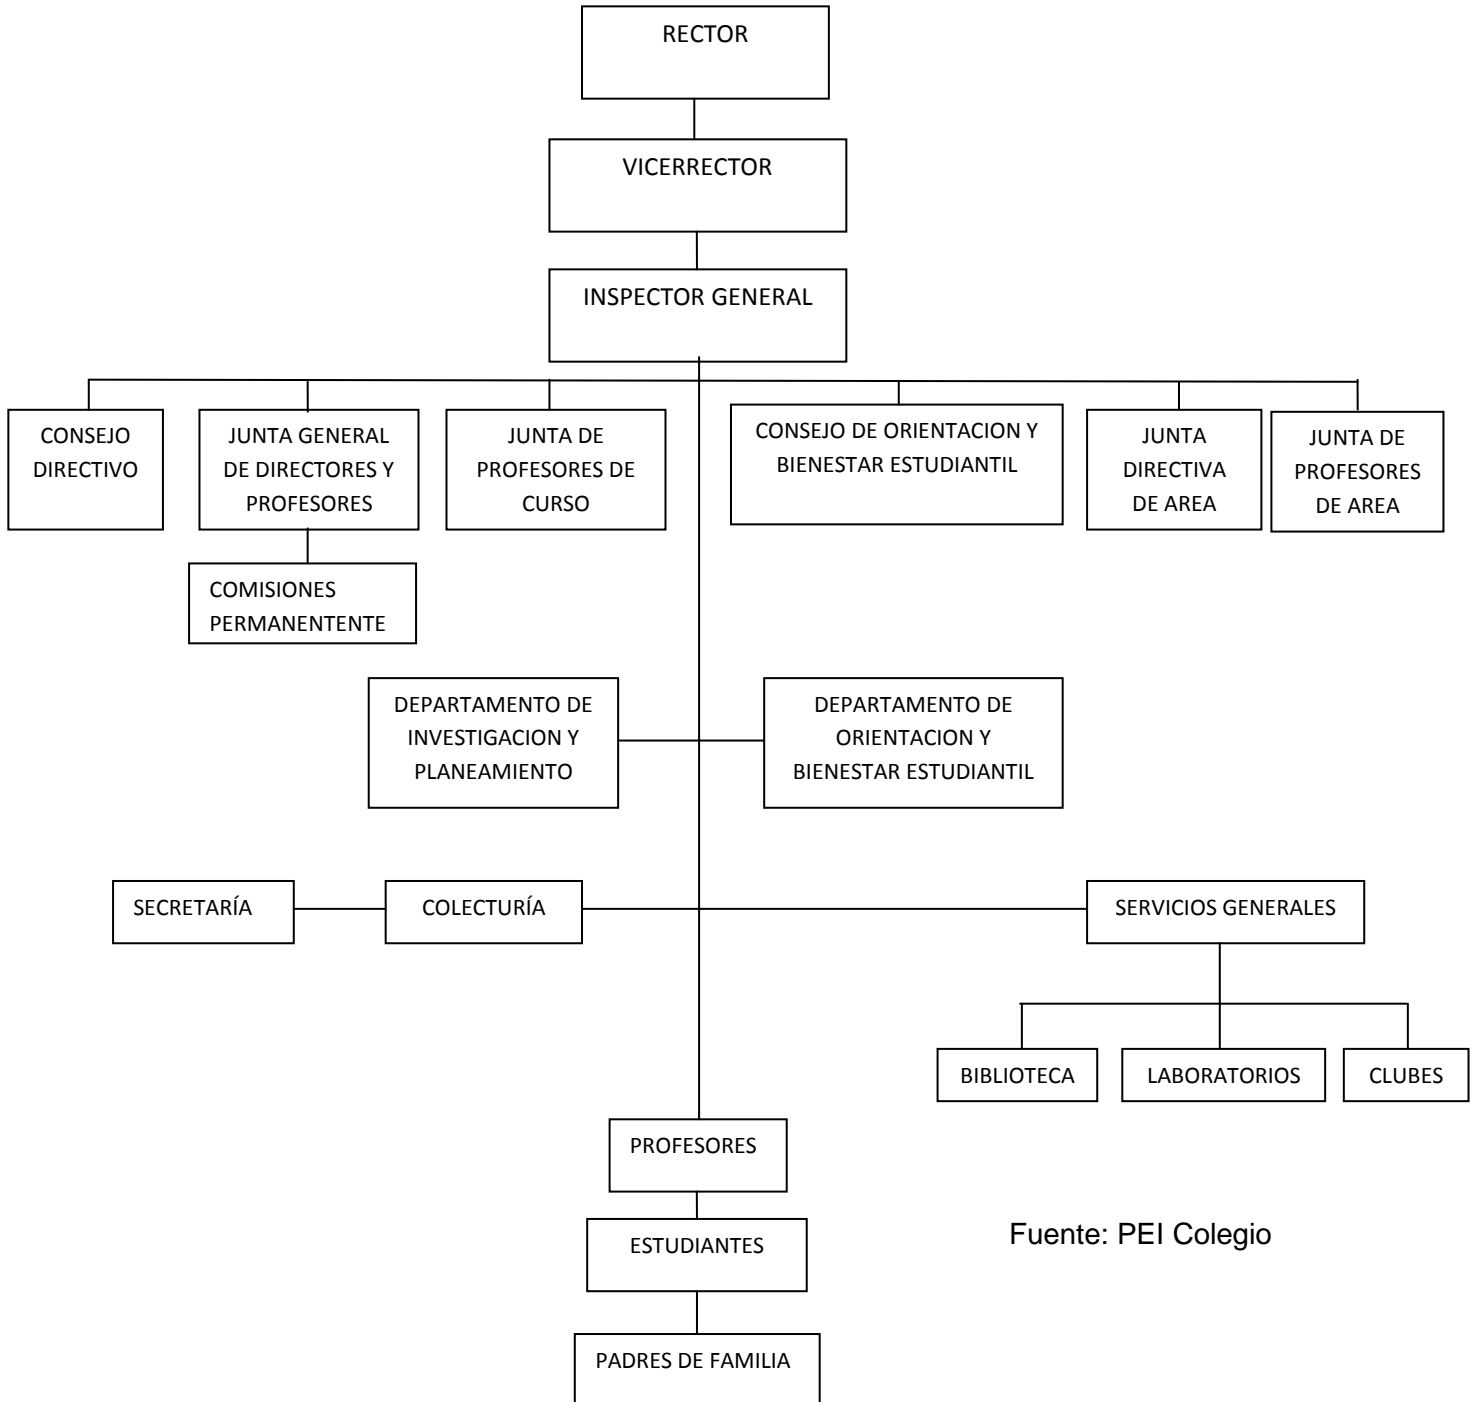 RECTOR
VICERRECTOR
INSPECTOR GENERAL
CONSEJO
DIRECTIVO
JUNTA GENERAL
DE DIRECTORES Y
PROFESORES
JUNTA DE
PROFESORES DE
CURSO
CONSEJO DE ORIENTACION Y
BIENESTAR ESTUDIANTIL
JUNTA
DIRECTIVA
DE AREA
JUNTA DE
PROFESORES
DE AREA
COMISIONES
PERMANENTENTE
DEPARTAMENTO DE
INVESTIGACION Y
PLANEAMIENTO
DEPARTAMENTO DE
ORIENTACION Y
BIENESTAR ESTUDIANTIL
SECRETARÍA
COLECTURÍA
SERVICIOS GENERALES
BIBLIOTECA
LABORATORIOS
CLUBES
PROFESORES
ESTUDIANTES
Fuente: PEI Colegio
PADRES DE FAMILIA